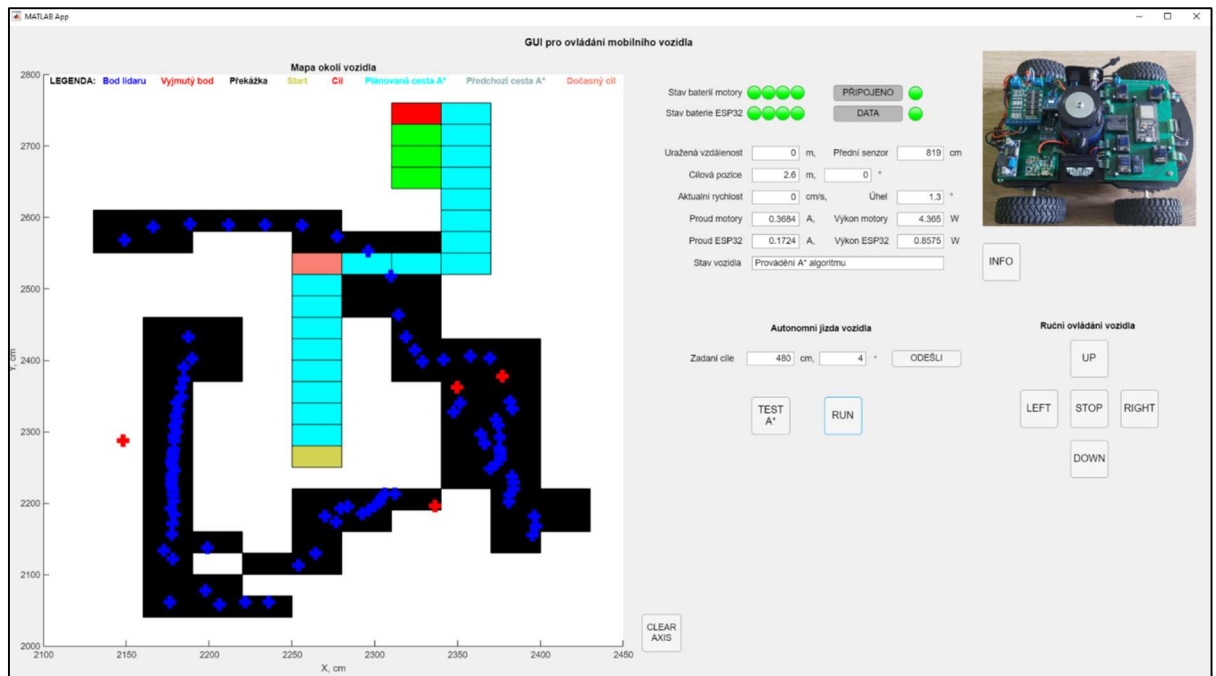 MATLAB App
GUI pro ovládání mobilního vozidla
Mapa okolí vozidla
LEGENDA: Bod lidaru Vyjmutý bod Překážka Start Cíl Plánovaná cesta A* Předchozí cesta A* Dočasný cíl
2800
2700
2600
2500
2400
2300
2200
2100
2000
Y, cm
2100 2150 2200 2250 2300 2350 2400 2450
X, cm
CLEAR
AXIS
Stav baterií motory PŘIPOJENO
Stav baterie ESP32 DATA
Uražená vzdálenost 0 m, Přední senzor 819 cm
Cílová pozice 2.6 m, 0 °
Aktualní rychlost 0 cm/s, Úhel 1.3 °
Proud motory 0.3684 A, Výkon motory 4.365 W
Proud ESP32 0.1724 A, Výkon ESP32 0.8575 W
Stav vozidla Provádění A* algoritmu
INFO
Autonomní jízda vozidla
Zadaní cíle 480 cm, 4 ° ODEŠLI
TEST
A*
RUN
Ruční ovládání vozidla
UP
LEFT STOP RIGHT
DOWN